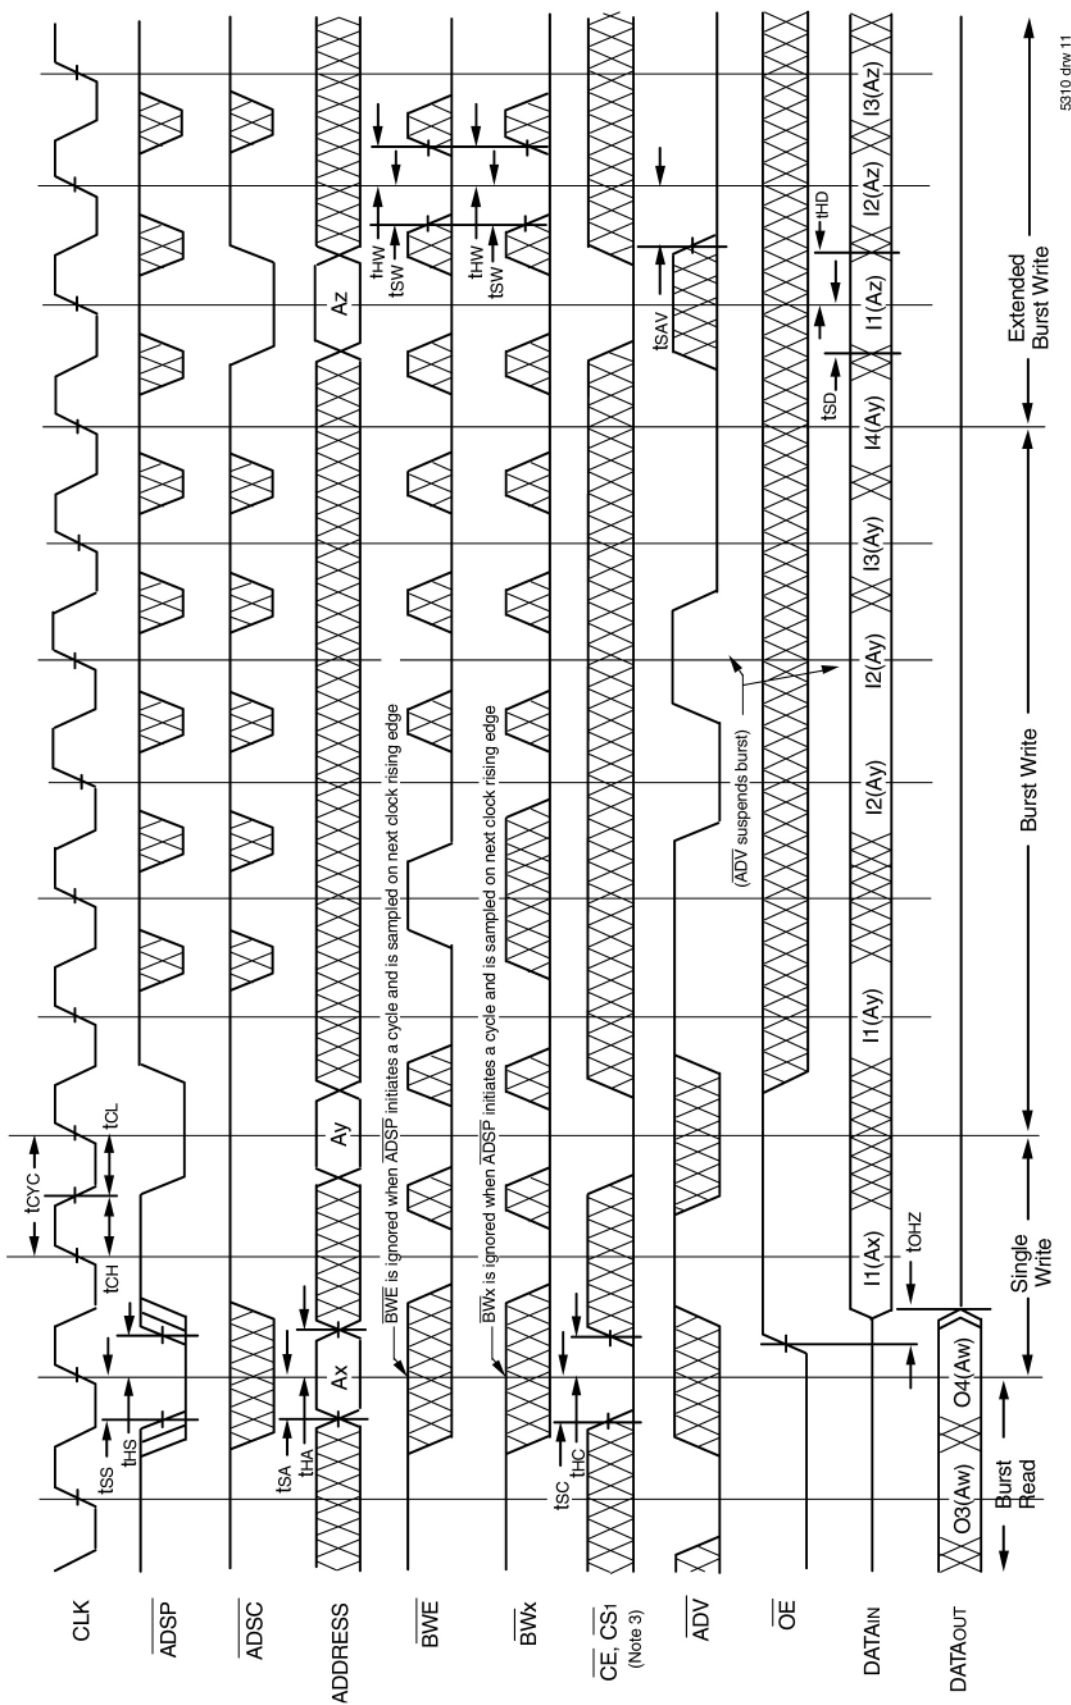 CLK
ADSP
ADSC
ADDRESS
BWE
BWx
CE, CS1
(Note 3)
ADV
OE
DATAIN
DATAOUT
tCYC
tCH
tCL
tSS
tHS
tSA
tHA
Ax
Ay
Az
BWE is ignored when ADSP initiates a cycle and is sampled on next clock rising edge
tHW
tSW
BWx is ignored when ADSP initiates a cycle and is sampled on next clock rising edge
tHW
tSW
tSC
tHC
tSAV
(ADV suspends burst)
tSD
tHD
I1(Ax)
I1(Ay)
I2(Ay)
I2(Ay)
I3(Ay)
I4(Ay)
I1(Az)
I2(Az)
I3(Az)
tOHZ
O3(Aw)
O4(Aw)
Burst
Read
Single
Write
Burst Write
Extended
Burst Write
5310 drw 11